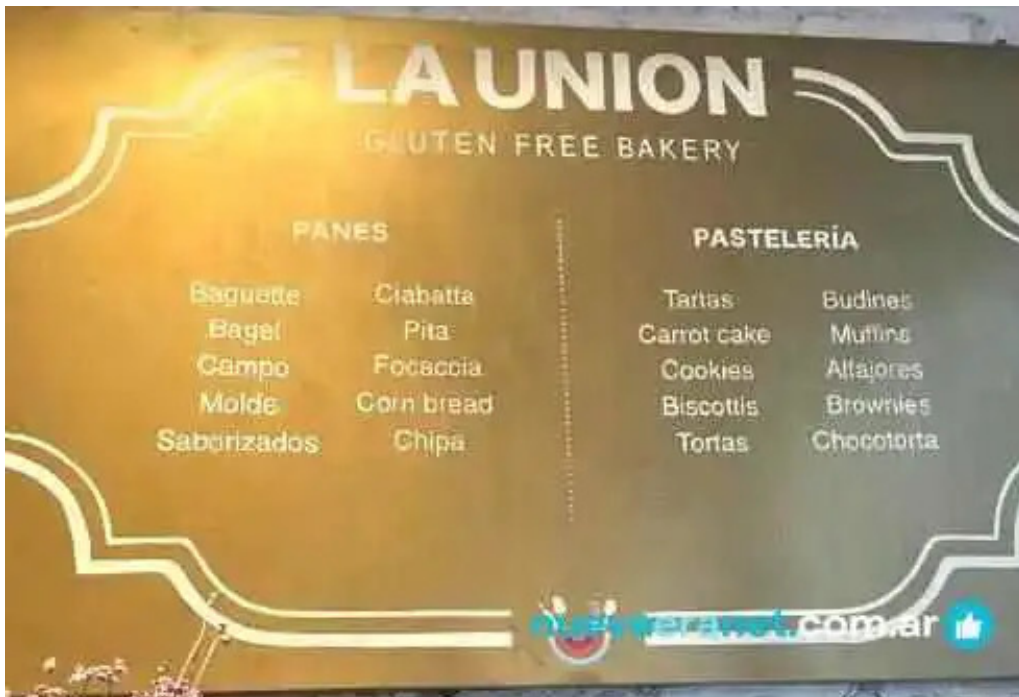 LA UNION
GLUTEN FREE BAKERY
PANES
Baguette Ciabatta
Bagel Pita
Campo Focaccia
Molde Corn bread
Saborizados Chipa
PASTELERÍA
Tartas Budines
Carrot cake Muffins
Cookies Alfajores
Biscottis Brownies
Tortas Chocotorta
.com.ar